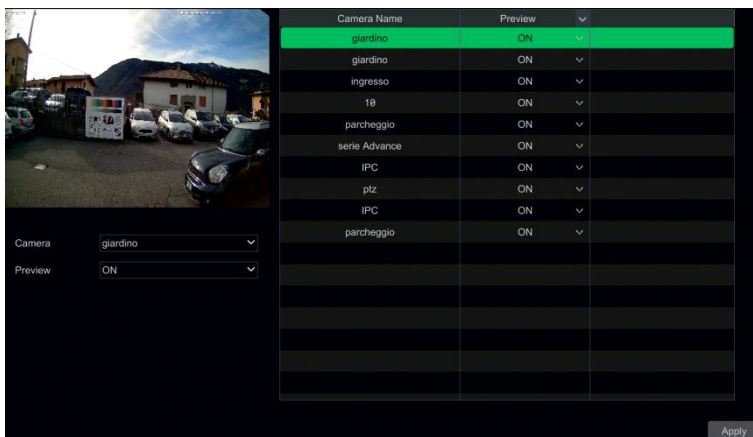 Camera Name Preview
giardino ON
giardino ON
ingresso ON
10 ON
parcheggio ON
serie Advance ON
IPC ON
ptz ON
IPC ON
parcheggio ON
Camera giardino
Preview ON
Apply